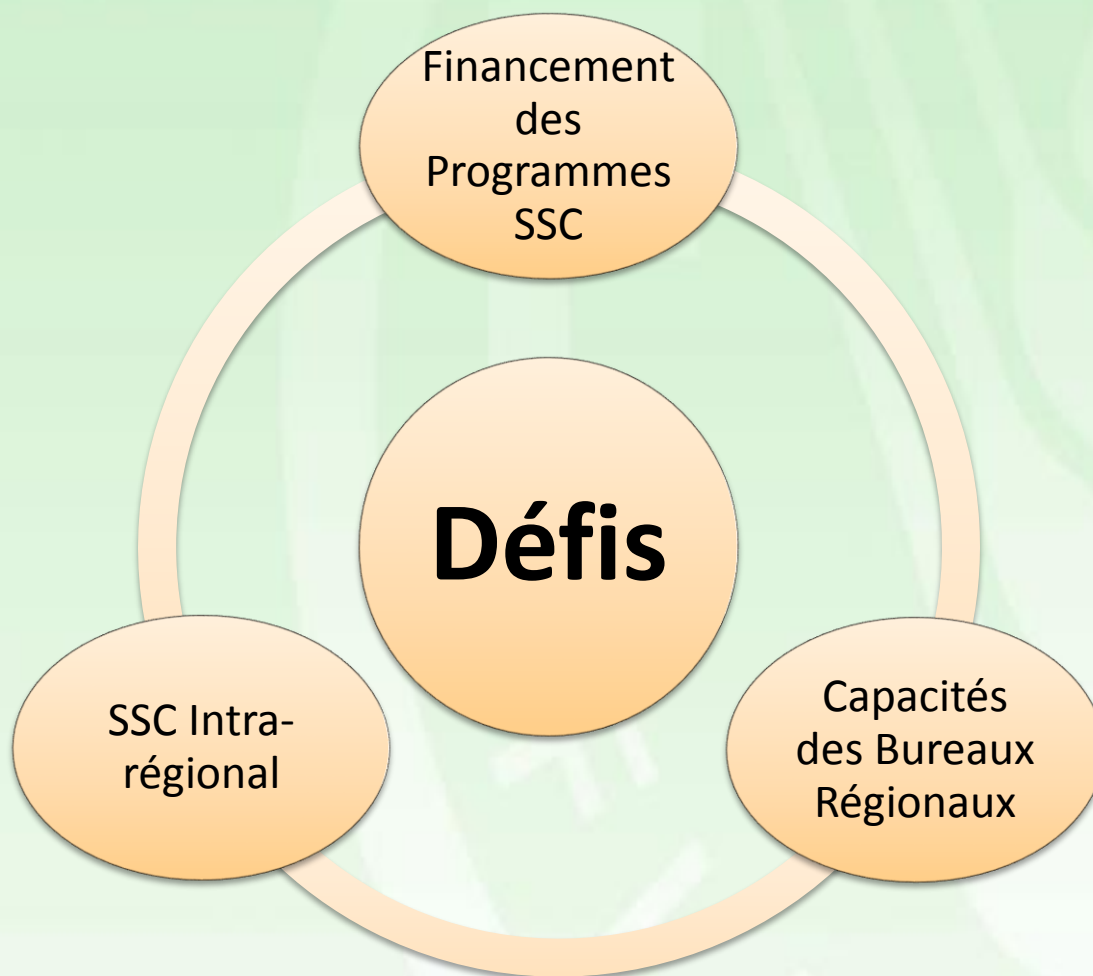 Financement
des
Programmes
SSC
Défis
SSC Intra-
régional
Capacités
des Bureaux
Régionaux